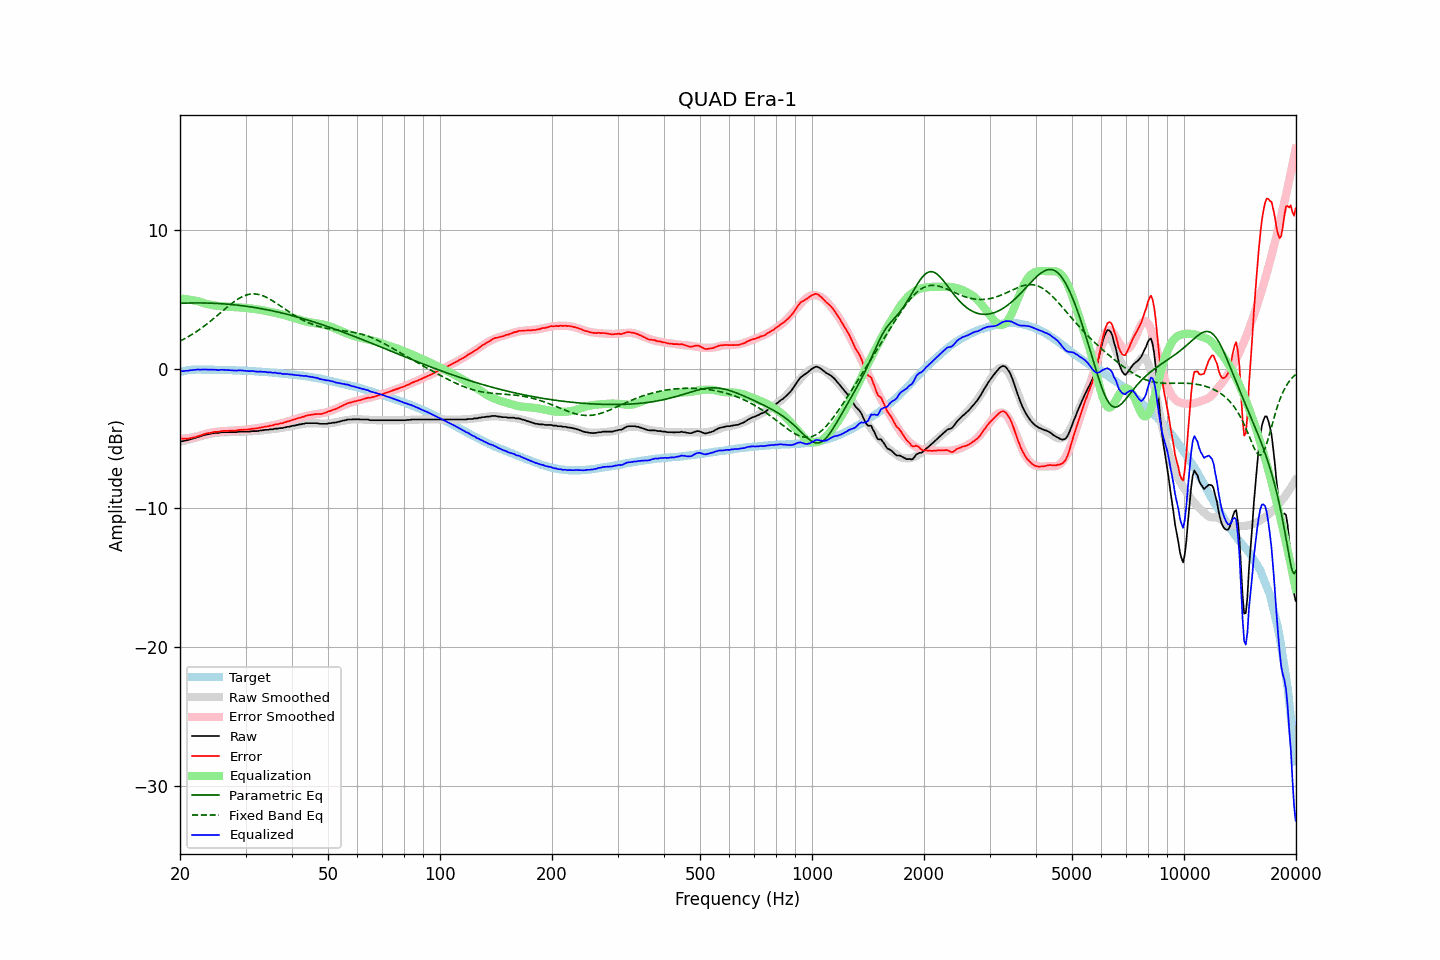 QUAD Era-1
Amplitude (dBr)
10
0
−10
−20
−30
Target
Raw Smoothed
Error Smoothed
Raw
Error
Equalization
Parametric Eq
Fixed Band Eq
Equalized
20 50 100 200 500 1000 2000 5000 10000 20000
Frequency (Hz)